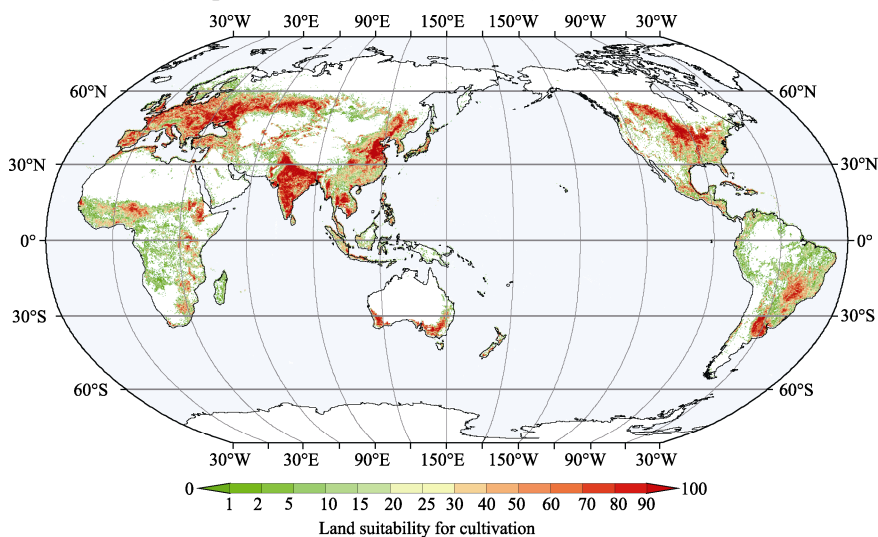 30°W 30°E 90°E 150°E 150°W 90°W 30°W
60°N 60°N
30°N 30°N
0° 0°
30°S 30°S
60°S 60°S
30°W 30°E 90°E 150°E 150°W 90°W 30°W
0 100
1 2 5 10 15 20 25 30 40 50 60 70 80 90
Land suitability for cultivation